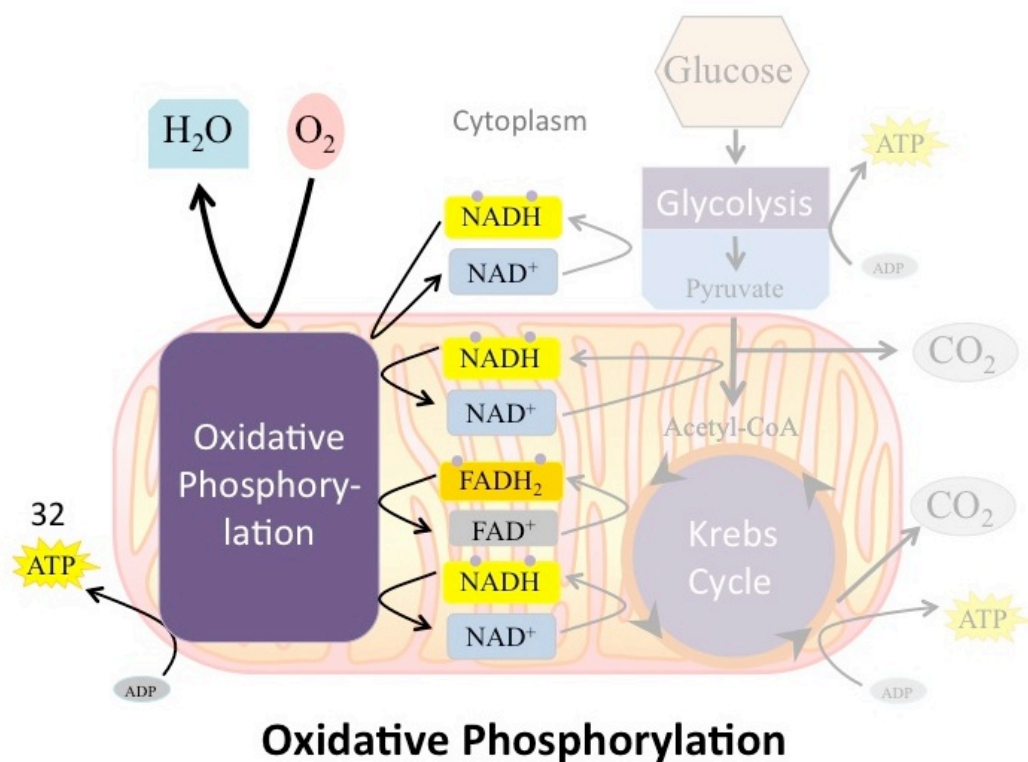 Glucose
H₂O
O₂
Cytoplasm
ATP
NADH
Glycolysis
NAD⁺
ADP
Pyruvate
NADH
CO₂
NAD⁺
Acetyl-CoA
Oxidative
Phosphory-
lation
FADH₂
FAD⁺
CO₂
32
ATP
Krebs
Cycle
NADH
NAD⁺
ATP
ADP
ADP
Oxidative Phosphorylation